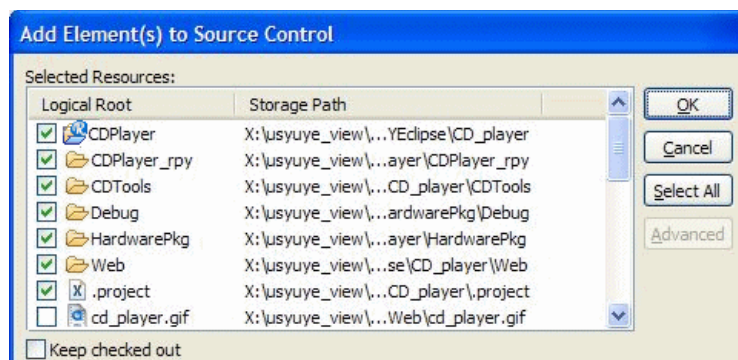 Add Element(s) to Source Control
Selected Resources:
Logical Root Storage Path
CDPlayer X:\usyuye_view\...YEclipse\CD_player
CDPlayer_rpy X:\usyuye_view\...ayer\CDPlayer_rpy
CDTools X:\usyuye_view\...CD_player\CDTools
Debug X:\usyuye_view\...ardwarePkg\Debug
HardwarePkg X:\usyuye_view\...ayer\HardwarePkg
Web X:\usyuye_view\...se\CD_player\Web
.project X:\usyuye_view\...CD_player\.project
cd_player.gif X:\usyuye_view\...Web\cd_player.gif
Keep checked out
OK
Cancel
Select All
Advanced